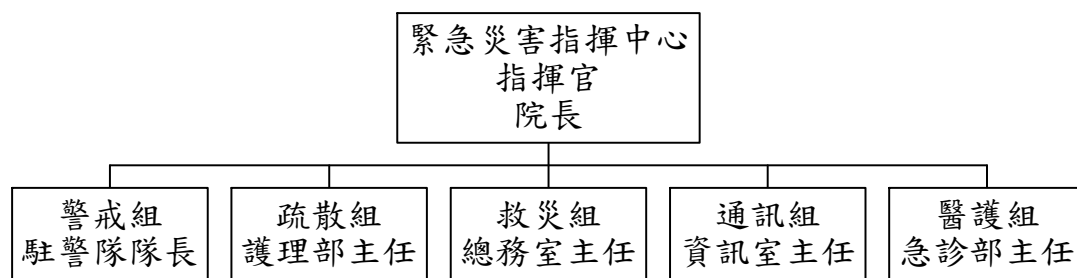 緊急災害指揮中心
指揮官
院長
警戒組
駐警隊隊長
疏散組
護理部主任
救災組
總務室主任
通訊組
資訊室主任
醫護組
急診部主任